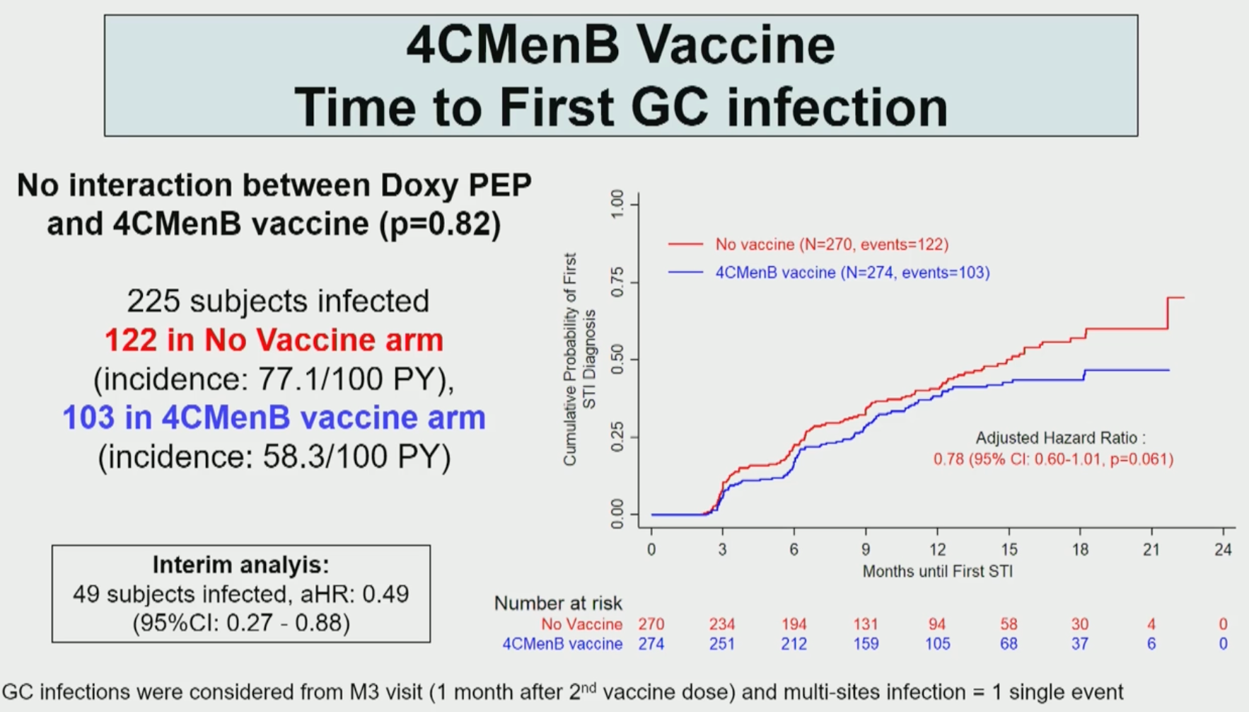 4CMenB Vaccine
Time to First GC infection
No interaction between Doxy PEP
and 4CMenB vaccine (p=0.82)
225 subjects infected
122 in No Vaccine arm
(incidence: 77.1/100 PY),
103 in 4CMenB vaccine arm
(incidence: 58.3/100 PY)
Interim analyis:
49 subjects infected, aHR: 0.49
(95%CI: 0.27 - 0.88)
Cumulative Probability of First
STI Diagnosis
1.00
0.75
0.50
0.25
0.00
No vaccine (N=270, events=122)
4CMenB vaccine (N=274, events=103)
Adjusted Hazard Ratio :
0.78 (95% CI: 0.60-1.01, p=0.061)
0 3 6 9 12 15 18 21 24
Months until First STI
Number at risk
No Vaccine 270 234 194 131 94 58 30 4 0
4CMenB vaccine 274 251 212 159 105 68 37 6 0
GC infections were considered from M3 visit (1 month after 2nd vaccine dose) and multi-sites infection = 1 single event